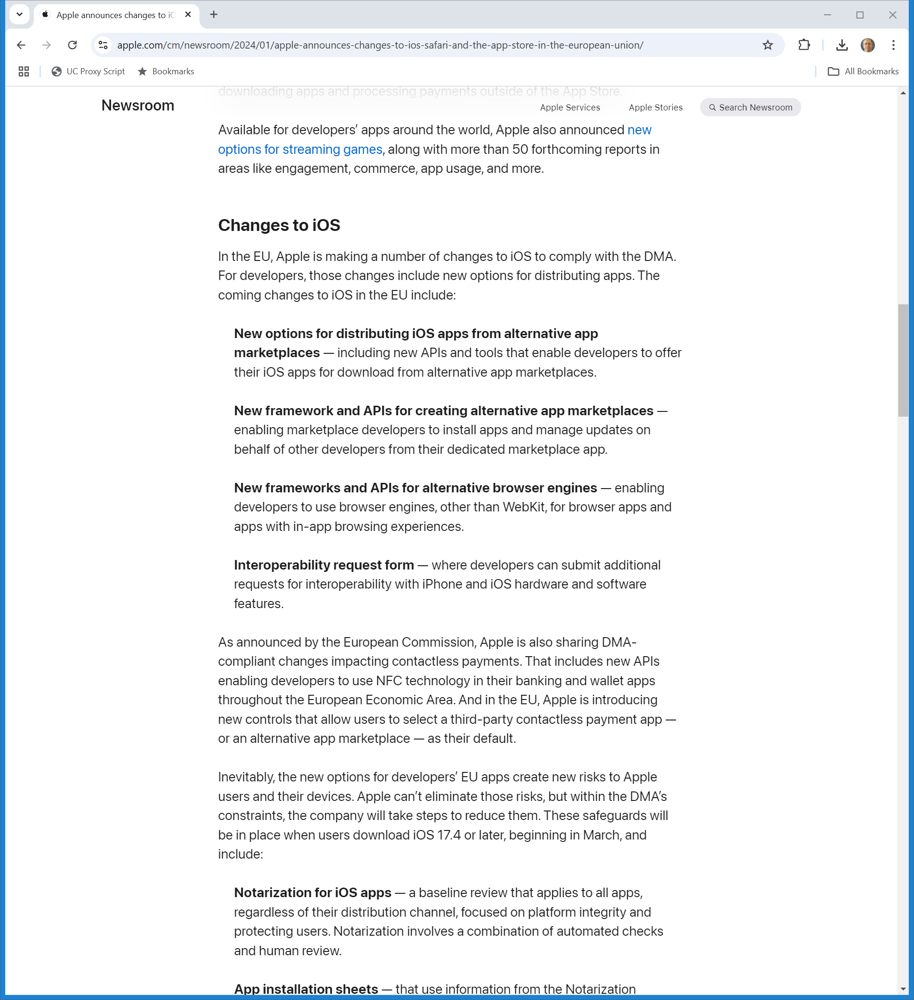 Apple announces changes to iO
apple.com/cm/newsroom/2024/01/apple-announces-changes-to-ios-safari-and-the-app-store-in-the-european-union/
UC Proxy Script
Bookmarks
All Bookmarks
downloading apps and processing payments outside of the App Store.
Newsroom
Apple Services
Apple Stories
Search Newsroom
Available for developers’ apps around the world, Apple also announced new
options for streaming games, along with more than 50 forthcoming reports in
areas like engagement, commerce, app usage, and more.
Changes to iOS
In the EU, Apple is making a number of changes to iOS to comply with the DMA.
For developers, those changes include new options for distributing apps. The
coming changes to iOS in the EU include:
New options for distributing iOS apps from alternative app
marketplaces — including new APIs and tools that enable developers to offer
their iOS apps for download from alternative app marketplaces.
New framework and APIs for creating alternative app marketplaces —
enabling marketplace developers to install apps and manage updates on
behalf of other developers from their dedicated marketplace app.
New frameworks and APIs for alternative browser engines — enabling
developers to use browser engines, other than WebKit, for browser apps and
apps with in-app browsing experiences.
Interoperability request form — where developers can submit additional
requests for interoperability with iPhone and iOS hardware and software
features.
As announced by the European Commission, Apple is also sharing DMA-
compliant changes impacting contactless payments. That includes new APIs
enabling developers to use NFC technology in their banking and wallet apps
throughout the European Economic Area. And in the EU, Apple is introducing
new controls that allow users to select a third-party contactless payment app —
or an alternative app marketplace — as their default.
Inevitably, the new options for developers’ EU apps create new risks to Apple
users and their devices. Apple can’t eliminate those risks, but within the DMA’s
constraints, the company will take steps to reduce them. These safeguards will
be in place when users download iOS 17.4 or later, beginning in March, and
include:
Notarization for iOS apps — a baseline review that applies to all apps,
regardless of their distribution channel, focused on platform integrity and
protecting users. Notarization involves a combination of automated checks
and human review.
App installation sheets — that use information from the Notarization